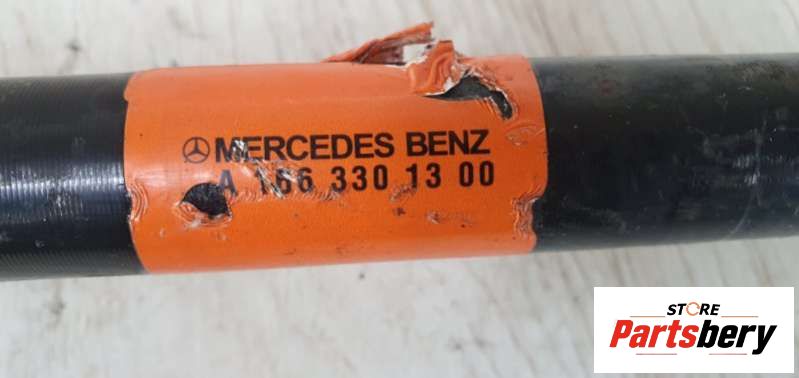 MERCEDES BENZ
A 166 330 13 00
STORE
Partsbery